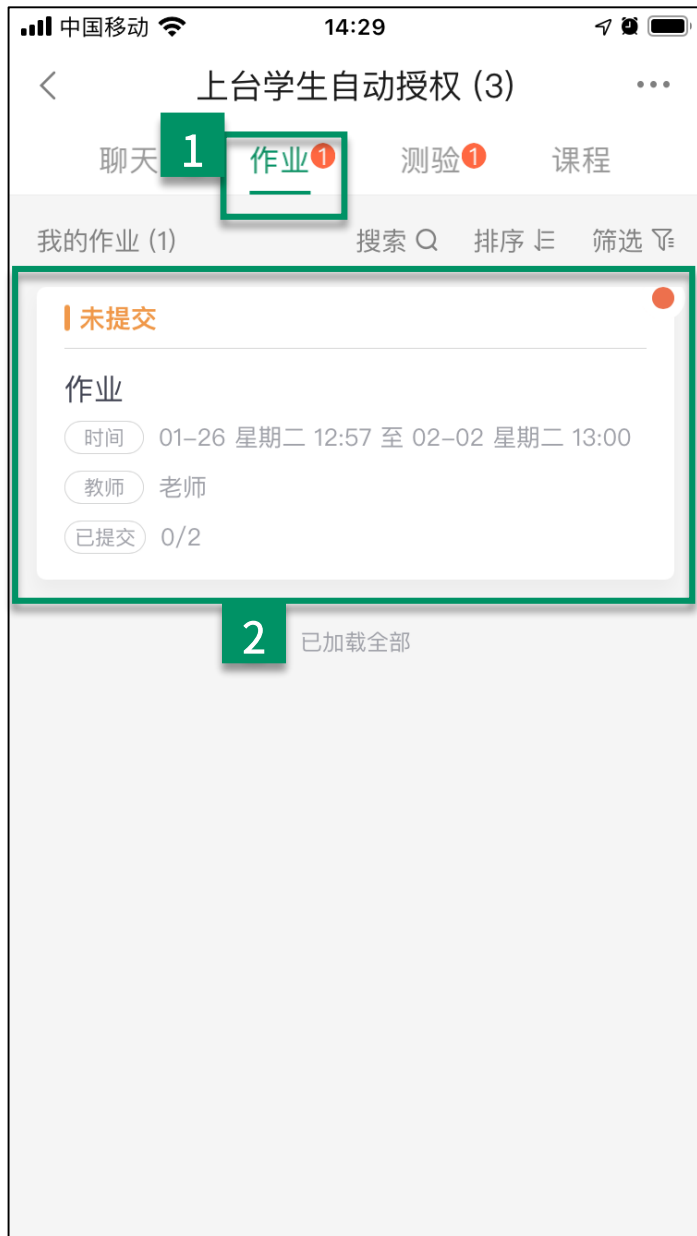 中国移动 14:29
上台学生自动授权 (3)
聊天 1 作业 1 测验 1 课程
我的作业 (1) 搜索 排序 筛选
未提交
作业
时间 01-26 星期二 12:57 至 02-02 星期二 13:00
教师 老师
已提交 0/2
2 已加载全部